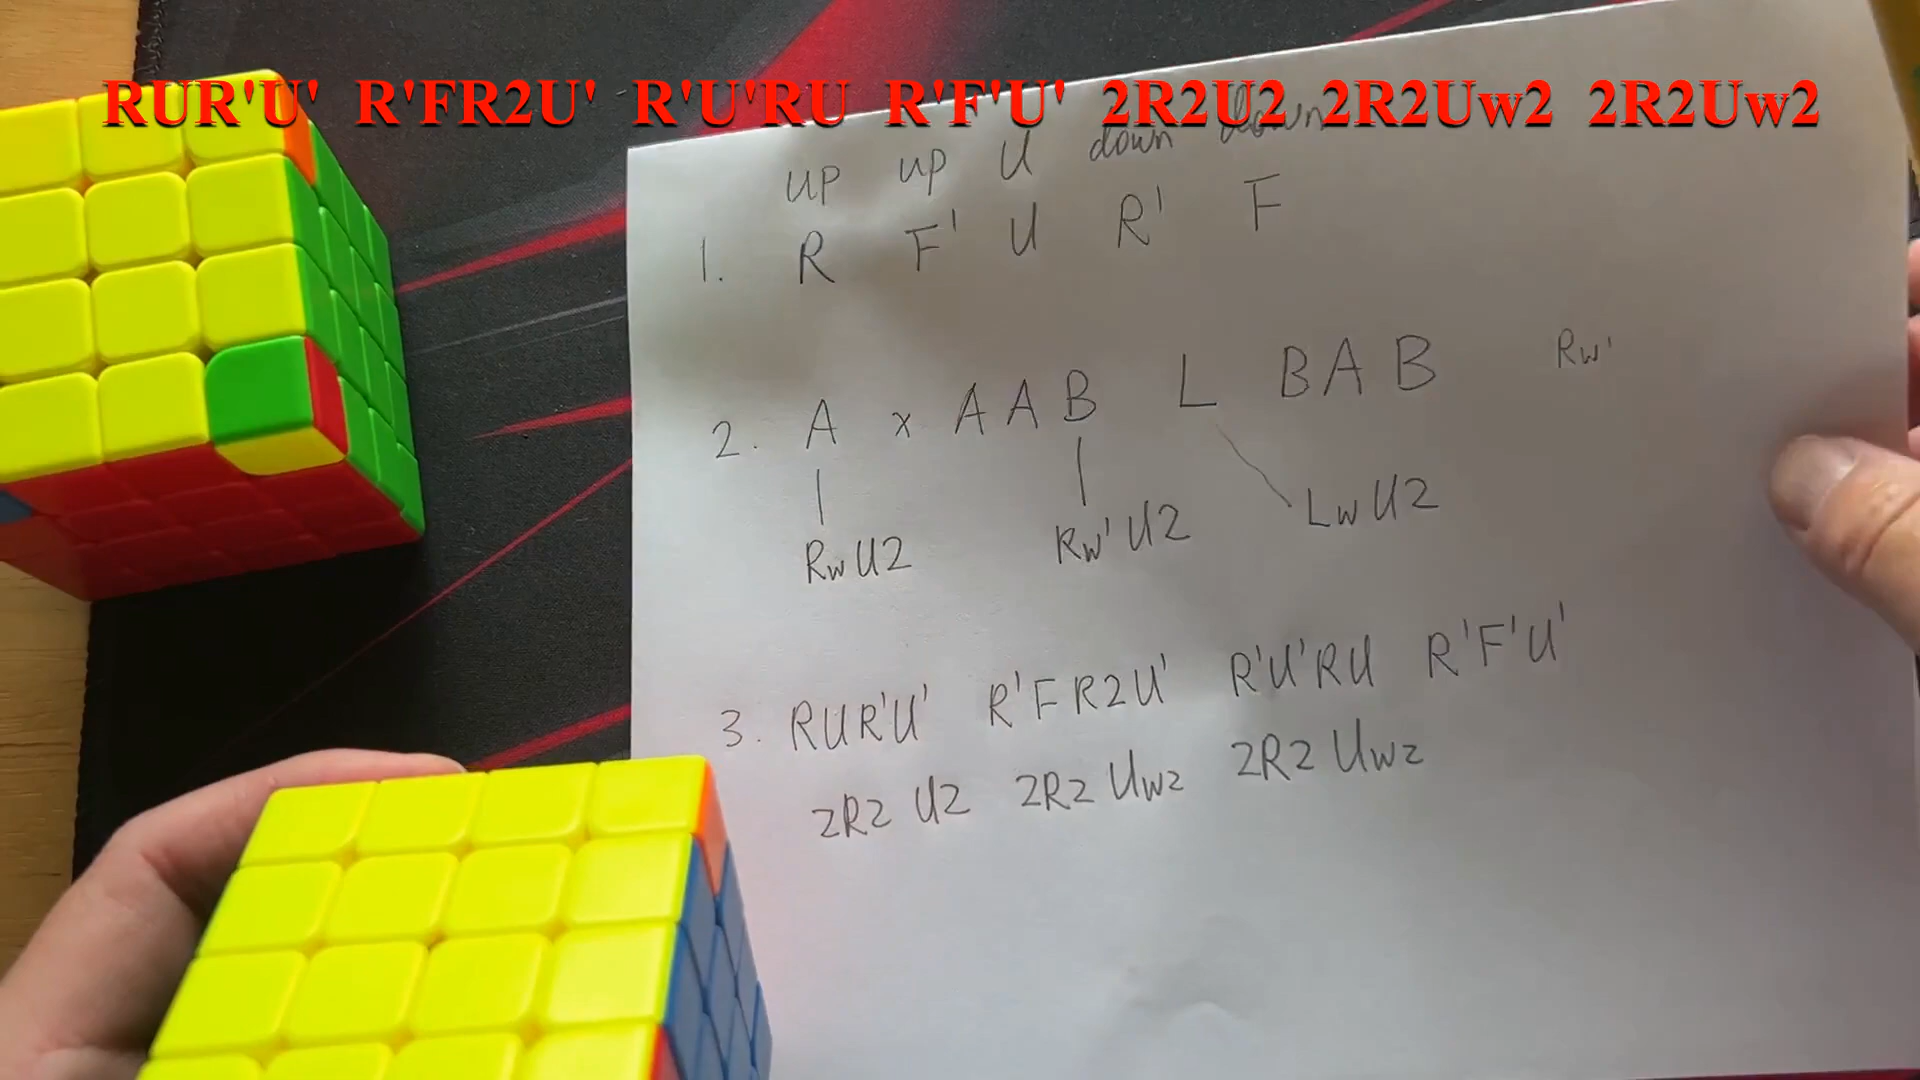 RUR'U' R'FR2U' R'U'RU R'F'U' 2R2U2 2R2Uw2 2R2Uw2
up up U down down
1. R F' U R' F
2. A x A A B L B A B Rw'
RwU2 Rw'U2 LwU2
3. RUR'U' R'FR2U' R'U'RU R'F'U'
2R2 U2 2R2 Uw2 2R2 Uw2